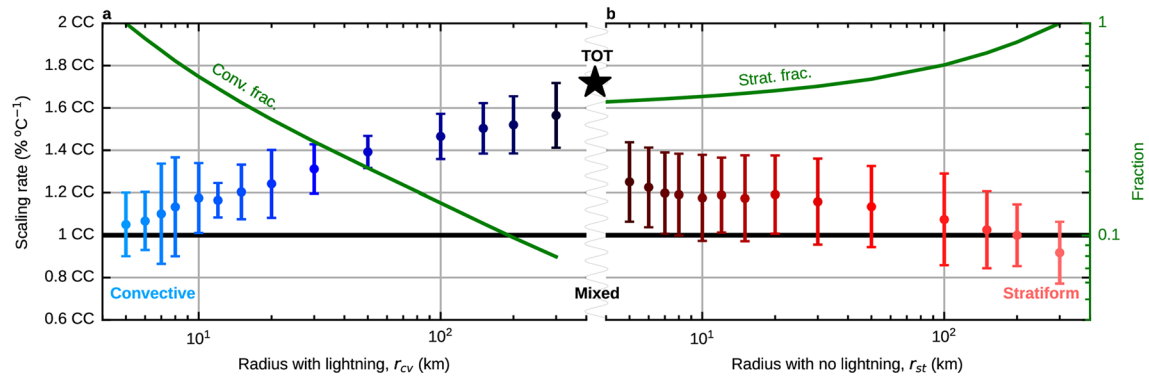 a
b
2 CC
1.8 CC
1.6 CC
1.4 CC
1.2 CC
1 CC
0.8 CC
0.6 CC
Scaling rate (% °C⁻¹)
Conv. frac.
TOT
Strat. frac.
1
0.1
Fraction
Convective
Mixed
Stratiform
10¹
10²
10¹
10²
Radius with lightning, r_cv (km)
Radius with no lightning, r_st (km)